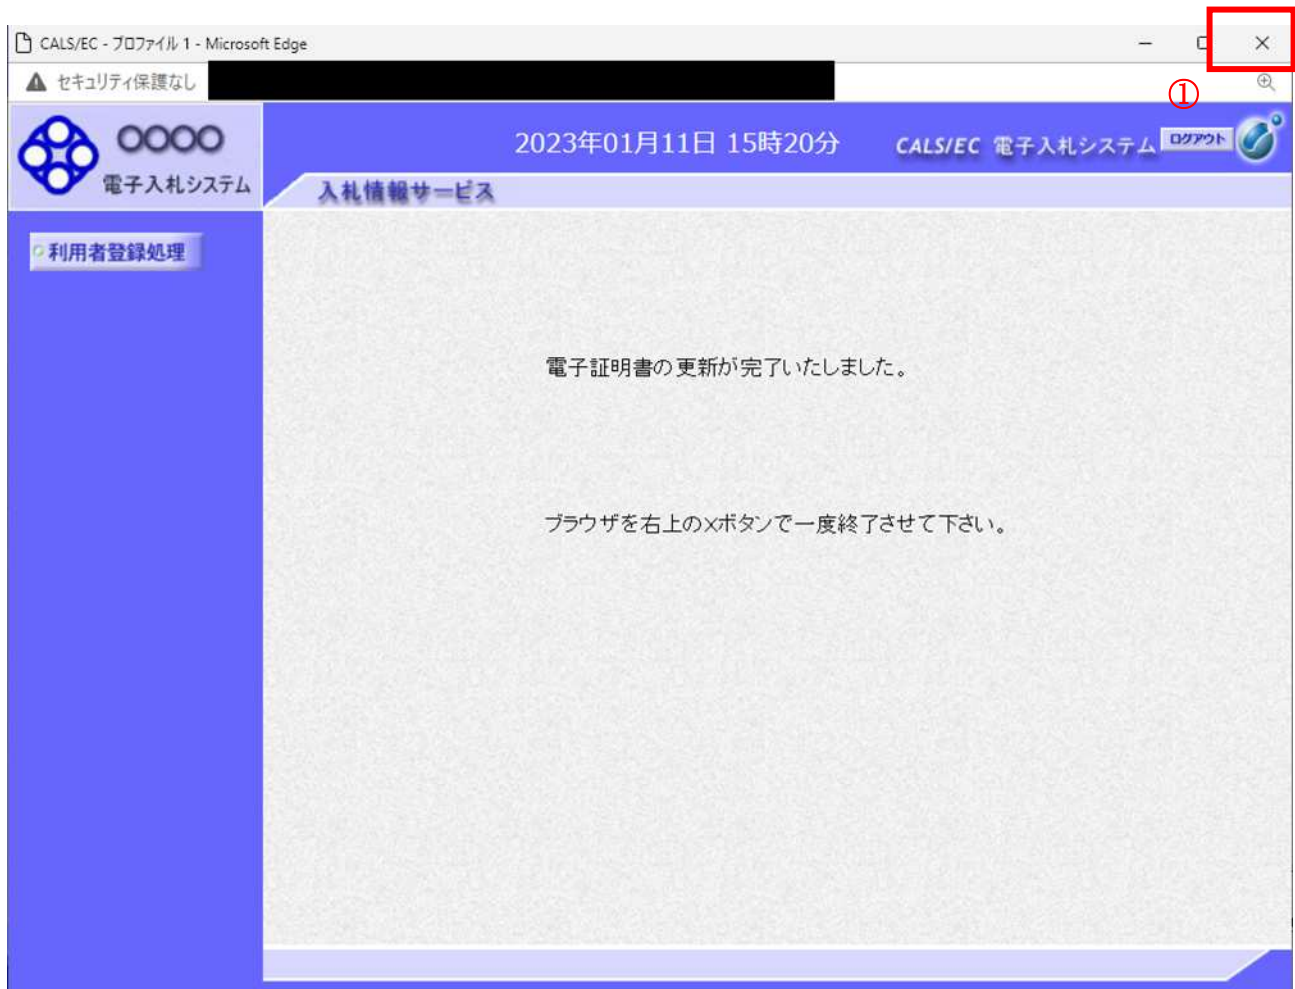 CALS/EC - プロファイル 1 - Microsoft Edge
セキュリティ保護なし
①
〇〇〇〇
電子入札システム
2023年01月11日 15時20分
CALS/EC 電子入札システム
ログアウト
入札情報サービス
利用者登録処理
電子証明書の更新が完了いたしました。
ブラウザを右上の×ボタンで一度終了させて下さい。